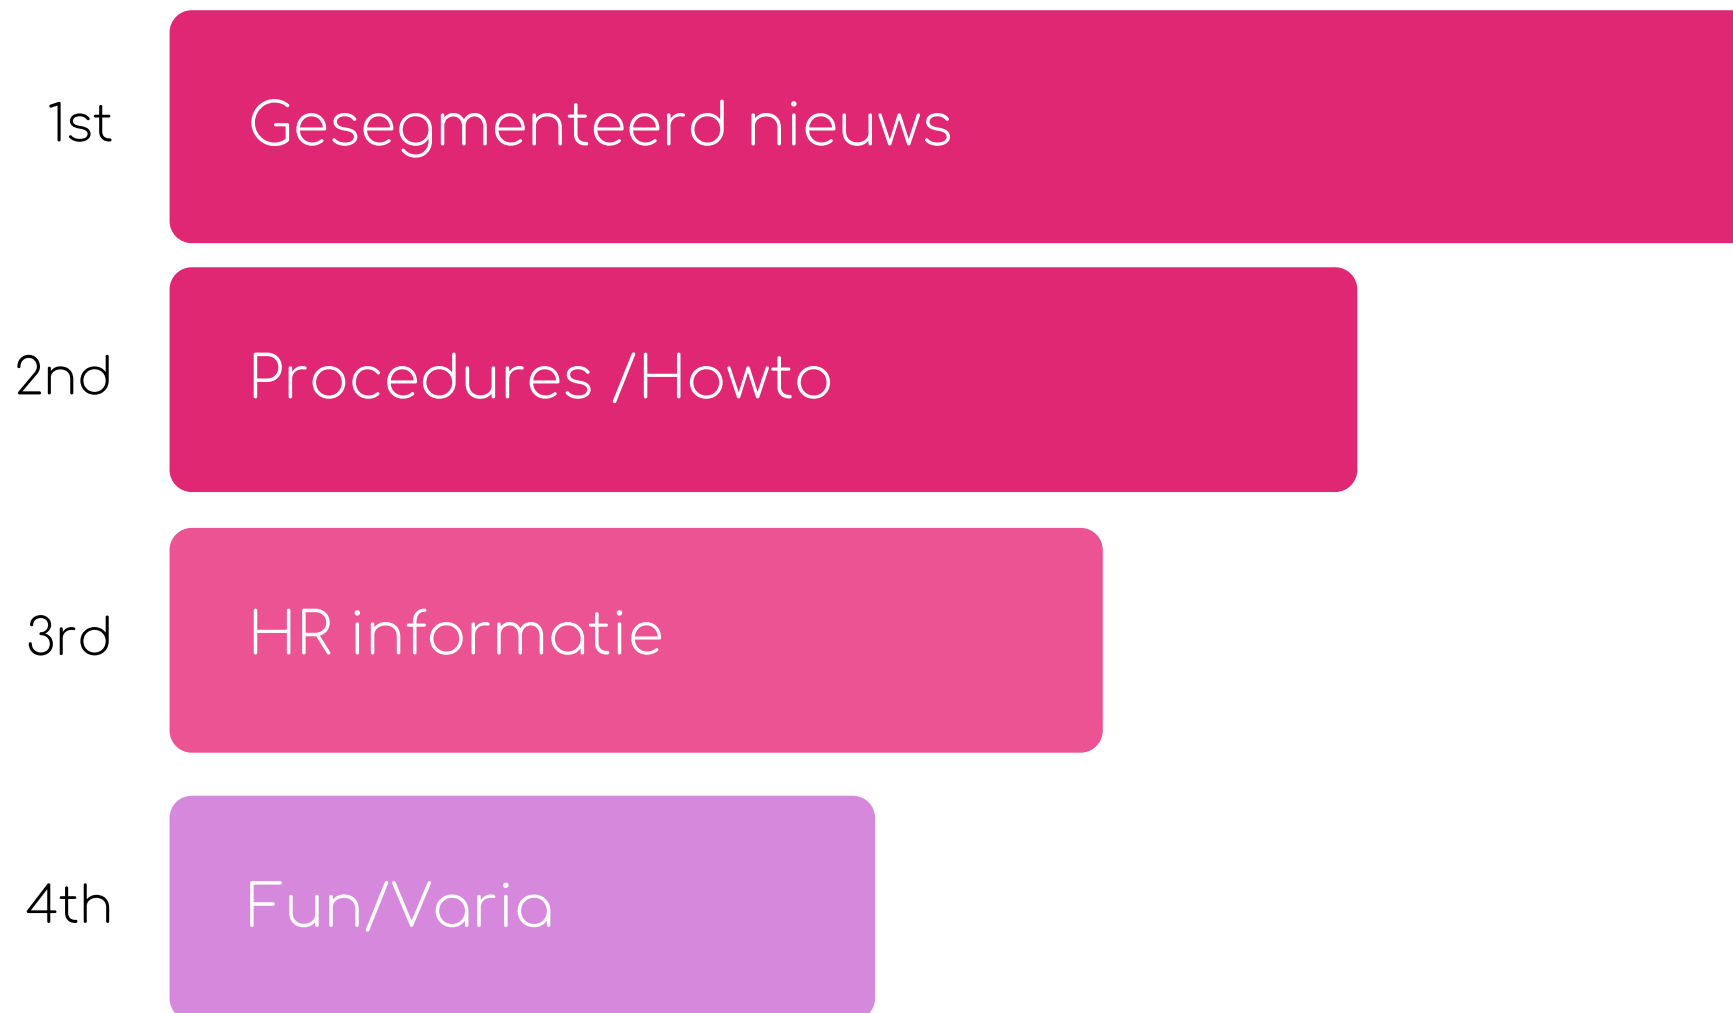 1st Gesegmenteerd nieuws
2nd Procedures /Howto
3rd HR informatie
4th Fun/Varia